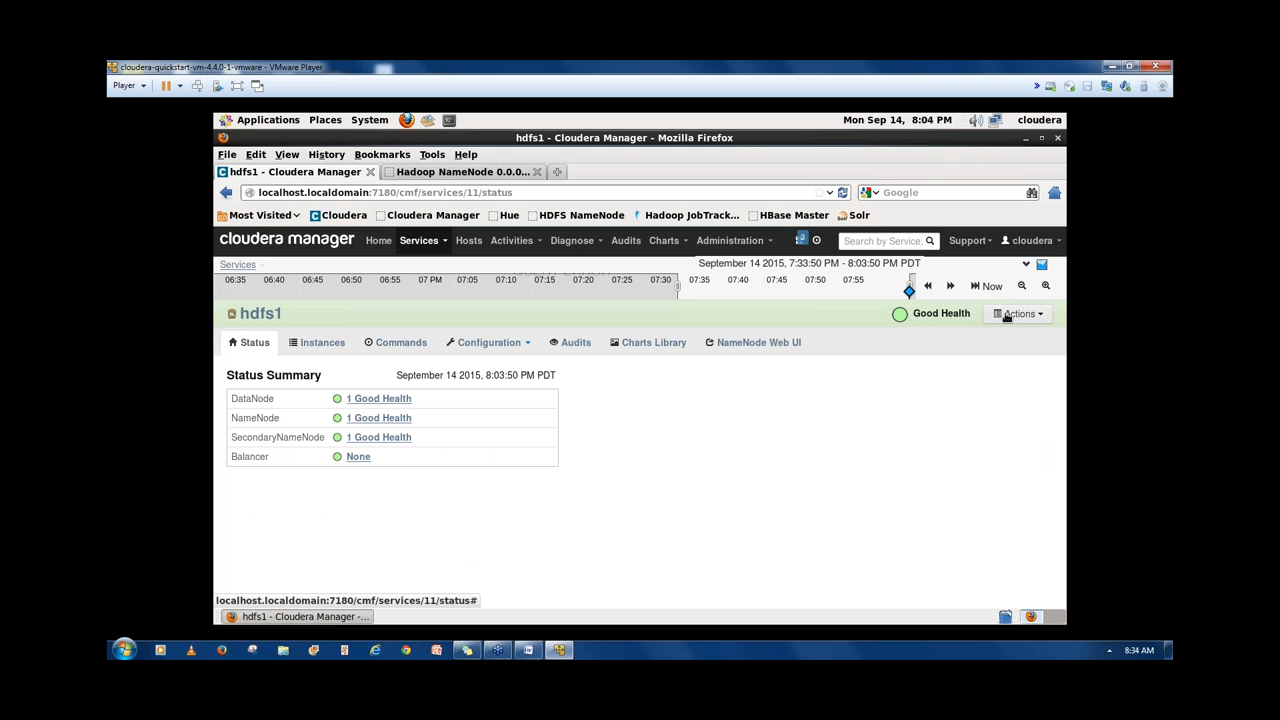 cloudera-quickstart-vm-4.4.0-1-vmware - VMware Player
Player
Applications Places System Mon Sep 14, 8:04 PM cloudera
hdfs1 - Cloudera Manager - Mozilla Firefox
File Edit View History Bookmarks Tools Help
hdfs1 - Cloudera Manager Hadoop NameNode 0.0.0...
localhost.localdomain:7180/cmf/services/11/status Google
Most Visited Cloudera Cloudera Manager Hue HDFS NameNode Hadoop JobTrack... HBase Master Solr
cloudera manager Home Services Hosts Activities Diagnose Audits Charts Administration 3 Search by Service, Support cloudera
Services September 14 2015, 7:33:50 PM - 8:03:50 PM PDT
06:35 06:40 06:45 06:50 06:55 07 PM 07:05 07:10 07:15 07:20 07:25 07:30 07:35 07:40 07:45 07:50 07:55 Now
hdfs1 Good Health Actions
Status Instances Commands Configuration Audits Charts Library NameNode Web UI
Status Summary September 14 2015, 8:03:50 PM PDT
DataNode 1 Good Health
NameNode 1 Good Health
SecondaryNameNode 1 Good Health
Balancer None
localhost.localdomain:7180/cmf/services/11/status#
hdfs1 - Cloudera Manager -...
8:34 AM